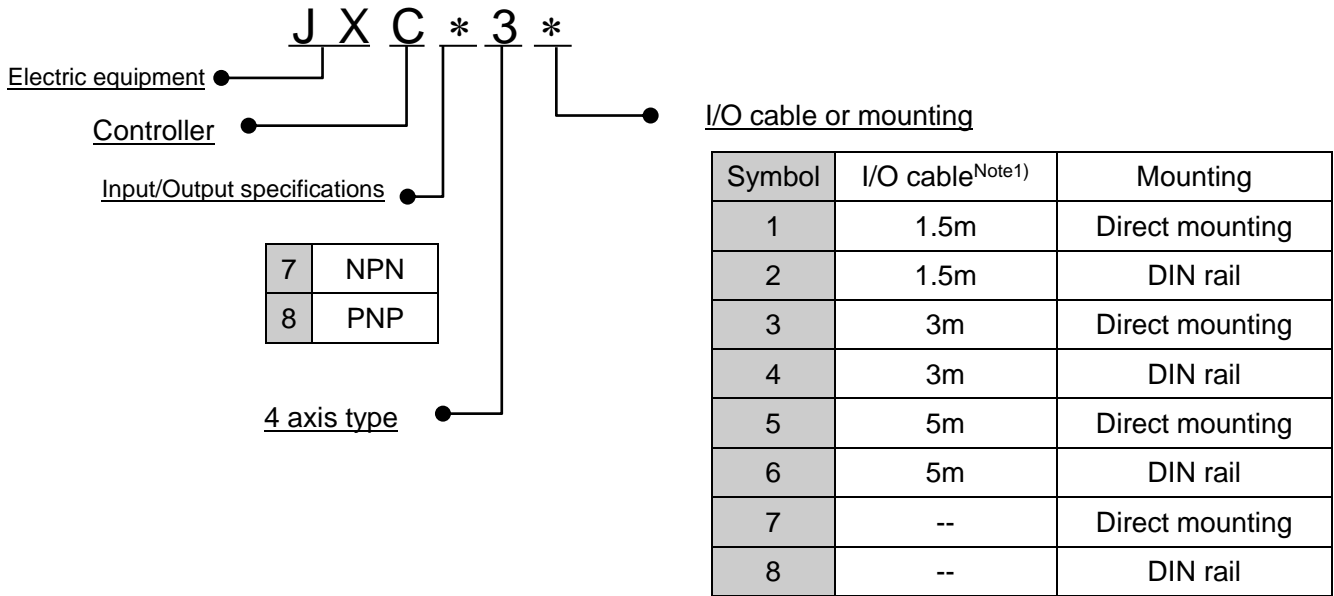 JXC*3*
Electric equipment
Controller
Input/Output specifications
7 NPN
8 PNP
4 axis type
I/O cable or mounting
Symbol I/O cableNote1) Mounting
1 1.5m Direct mounting
2 1.5m DIN rail
3 3m Direct mounting
4 3m DIN rail
5 5m Direct mounting
6 5m DIN rail
7 -- Direct mounting
8 -- DIN rail